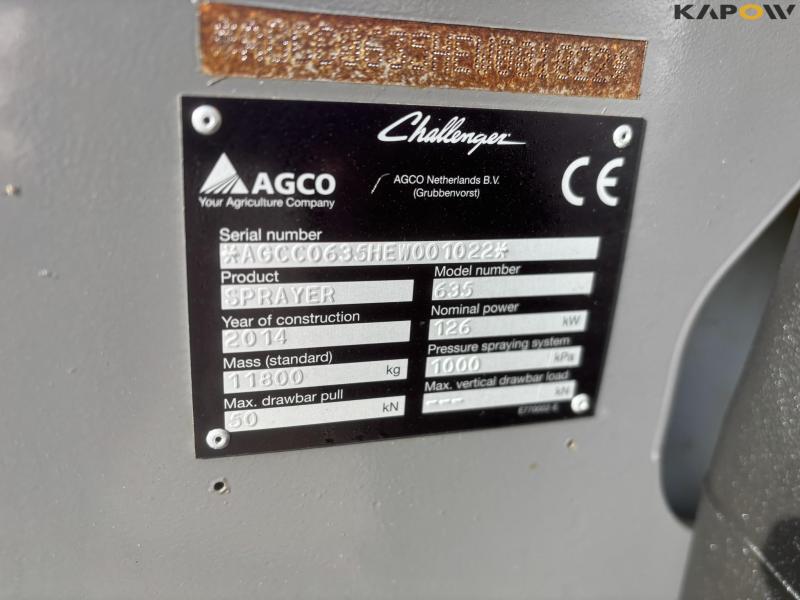 KAPOW
Challenger
AGCO
Your Agriculture Company
AGCO Netherlands B.V.
(Grubbenvorst)
CE
Serial number
*AGCC0635HEW001022*
Product
SPRAYER
Model number
635
Year of construction
2014
Nominal power
126 kW
Mass (standard)
11800 kg
Pressure spraying system
1000 kPa
Max. drawbar pull
50 kN
Max. vertical drawbar load
--- kN
E770002-E